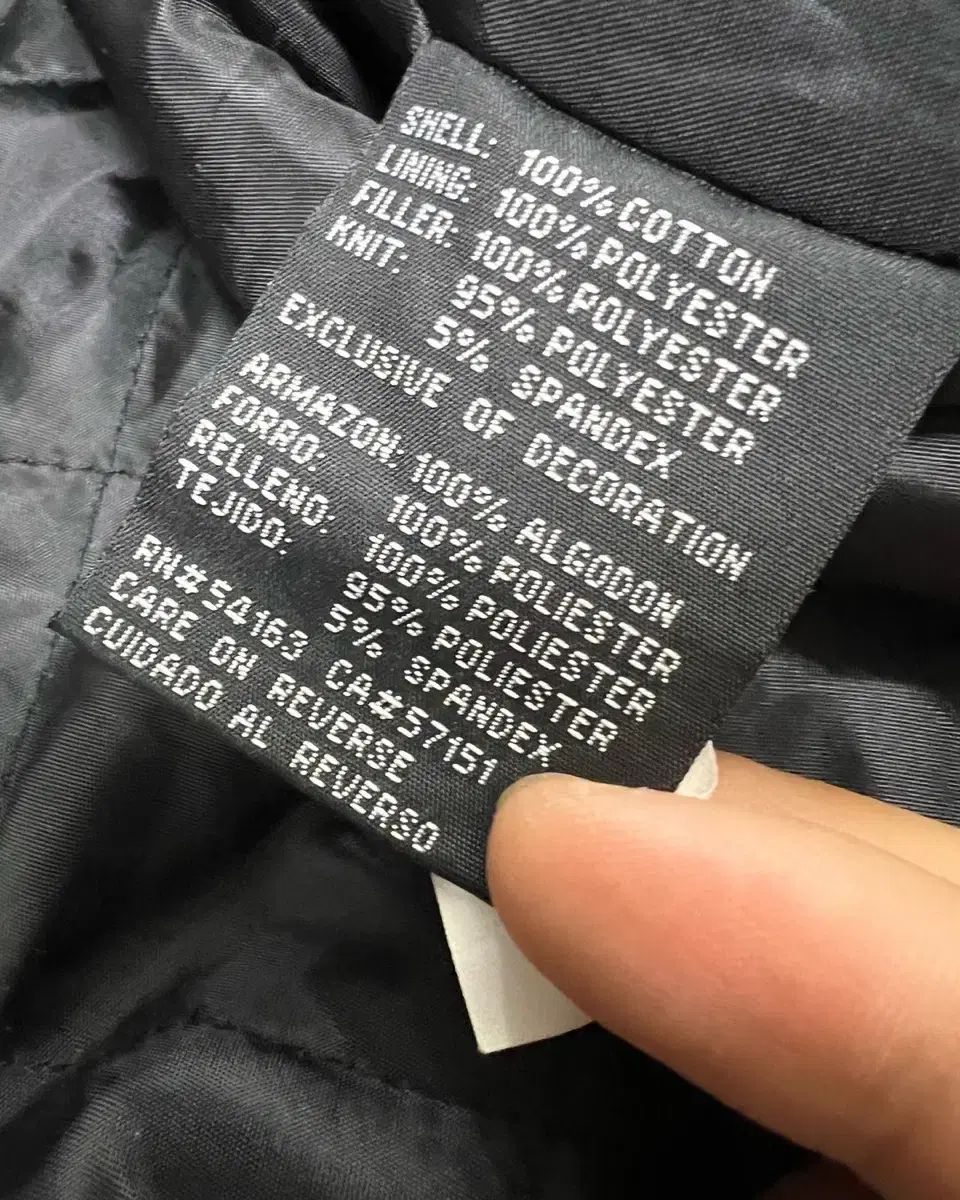 SHELL: 100% COTTON
LINING: 100% POLYESTER
FILLER: 100% POLYESTER
KNIT: 95% POLYESTER
5% SPANDEX
EXCLUSIVE OF DECORATION
ARMAZON: 100% ALGODON
FORRO: 100% POLIESTER
RELLENO: 100% POLIESTER
TEJIDO: 95% POLIESTER
5% SPANDEX
RN#54163 CA#57151
CARE ON REVERSE
CUIDADO AL REVERSO